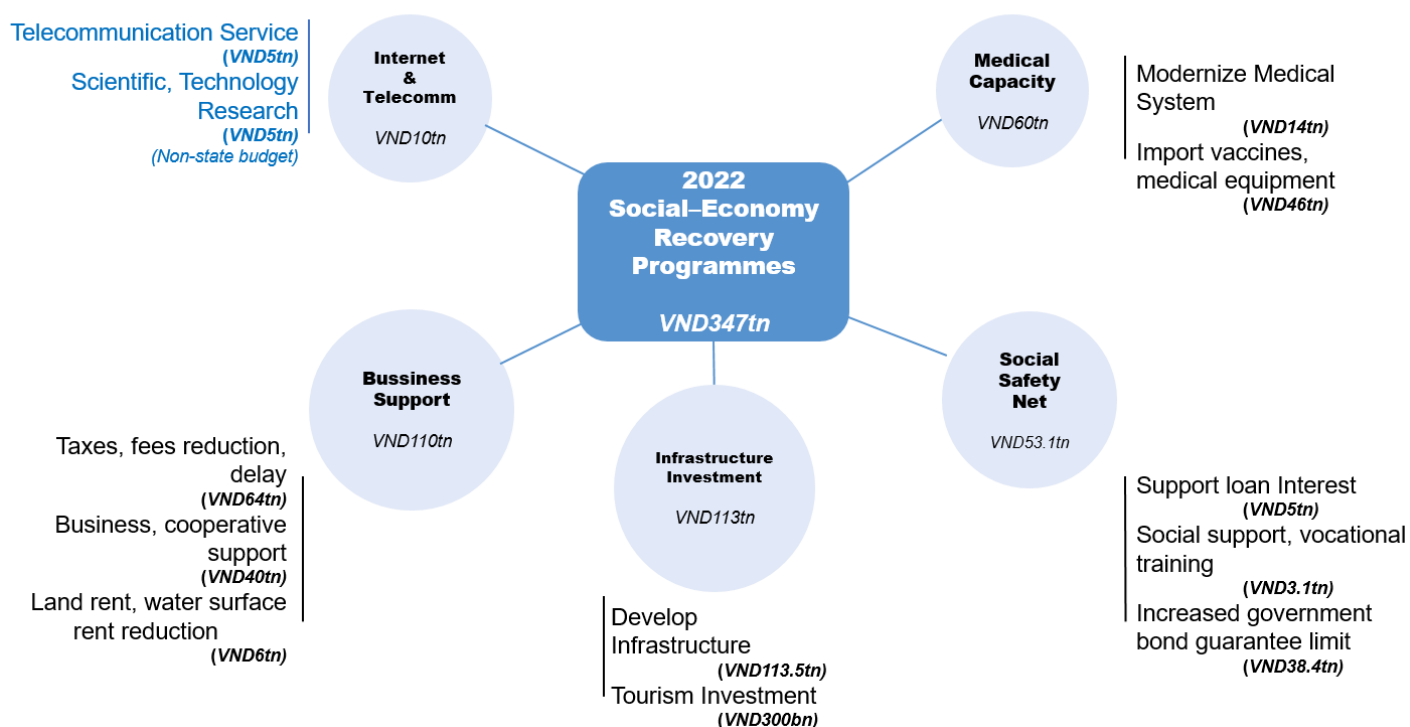 Telecommunication Service
(VND5tn)
Scientific, Technology
Research
(VND5tn)
(Non-state budget)
Internet
&
Telecomm
VND10tn
Medical
Capacity
VND60tn
Modernize Medical
System
(VND14tn)
Import vaccines,
medical equipment
(VND46tn)
2022
Social–Economy
Recovery
Programmes
VND347tn
Bussiness
Support
VND110tn
Taxes, fees reduction,
delay
(VND64tn)
Business, cooperative
support
(VND40tn)
Land rent, water surface
rent reduction
(VND6tn)
Infrastructure
Investment
VND113tn
Develop
Infrastructure
(VND113.5tn)
Tourism Investment
(VND300bn)
Social
Safety
Net
VND53.1tn
Support loan Interest
(VND5tn)
Social support, vocational
training
(VND3.1tn)
Increased government
bond guarantee limit
(VND38.4tn)